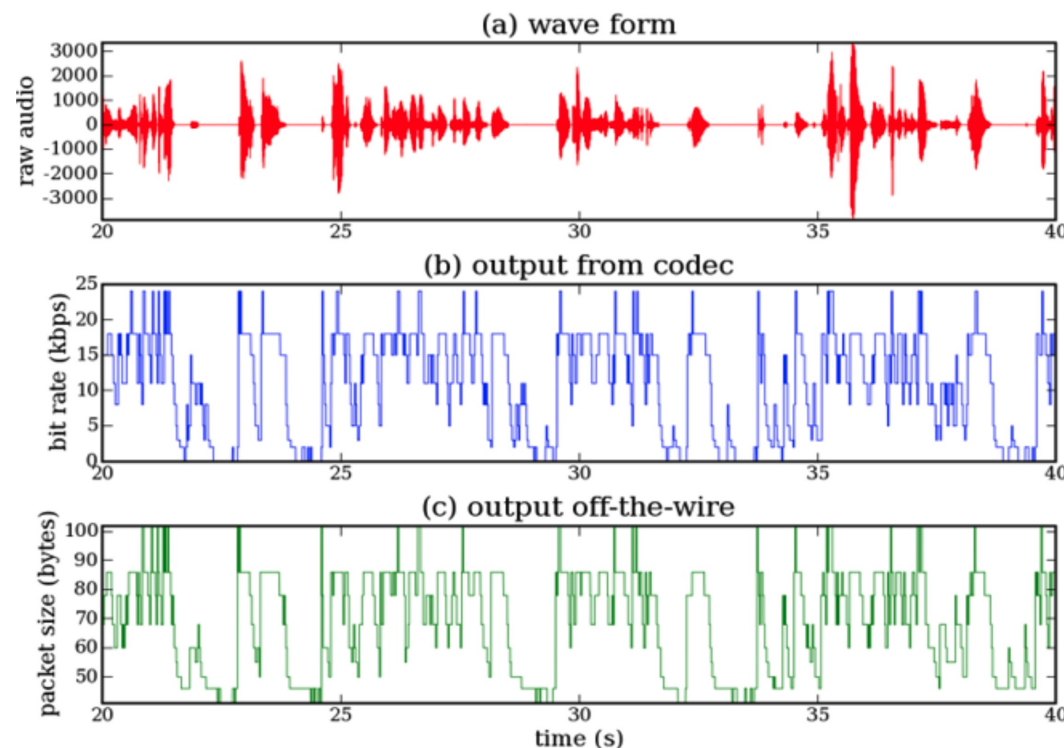 (a) wave form
raw audio
3000
2000
1000
0
-1000
-2000
-3000
20 25 30 35 40
(b) output from codec
bit rate (kbps)
25
20
15
10
5
0
20 25 30 35 40
(c) output off-the-wire
packet size (bytes)
100
90
80
70
60
50
20 25 30 35 40
time (s)